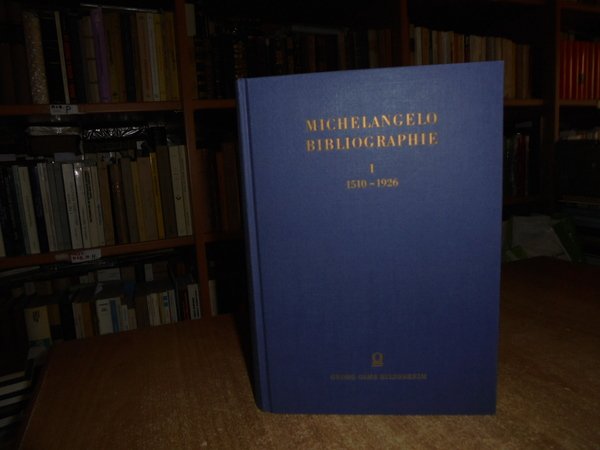 MICHELANGELO
BIBLIOGRAPHIE
I
1510-1926
GEORG OLMS HILDESHEIM